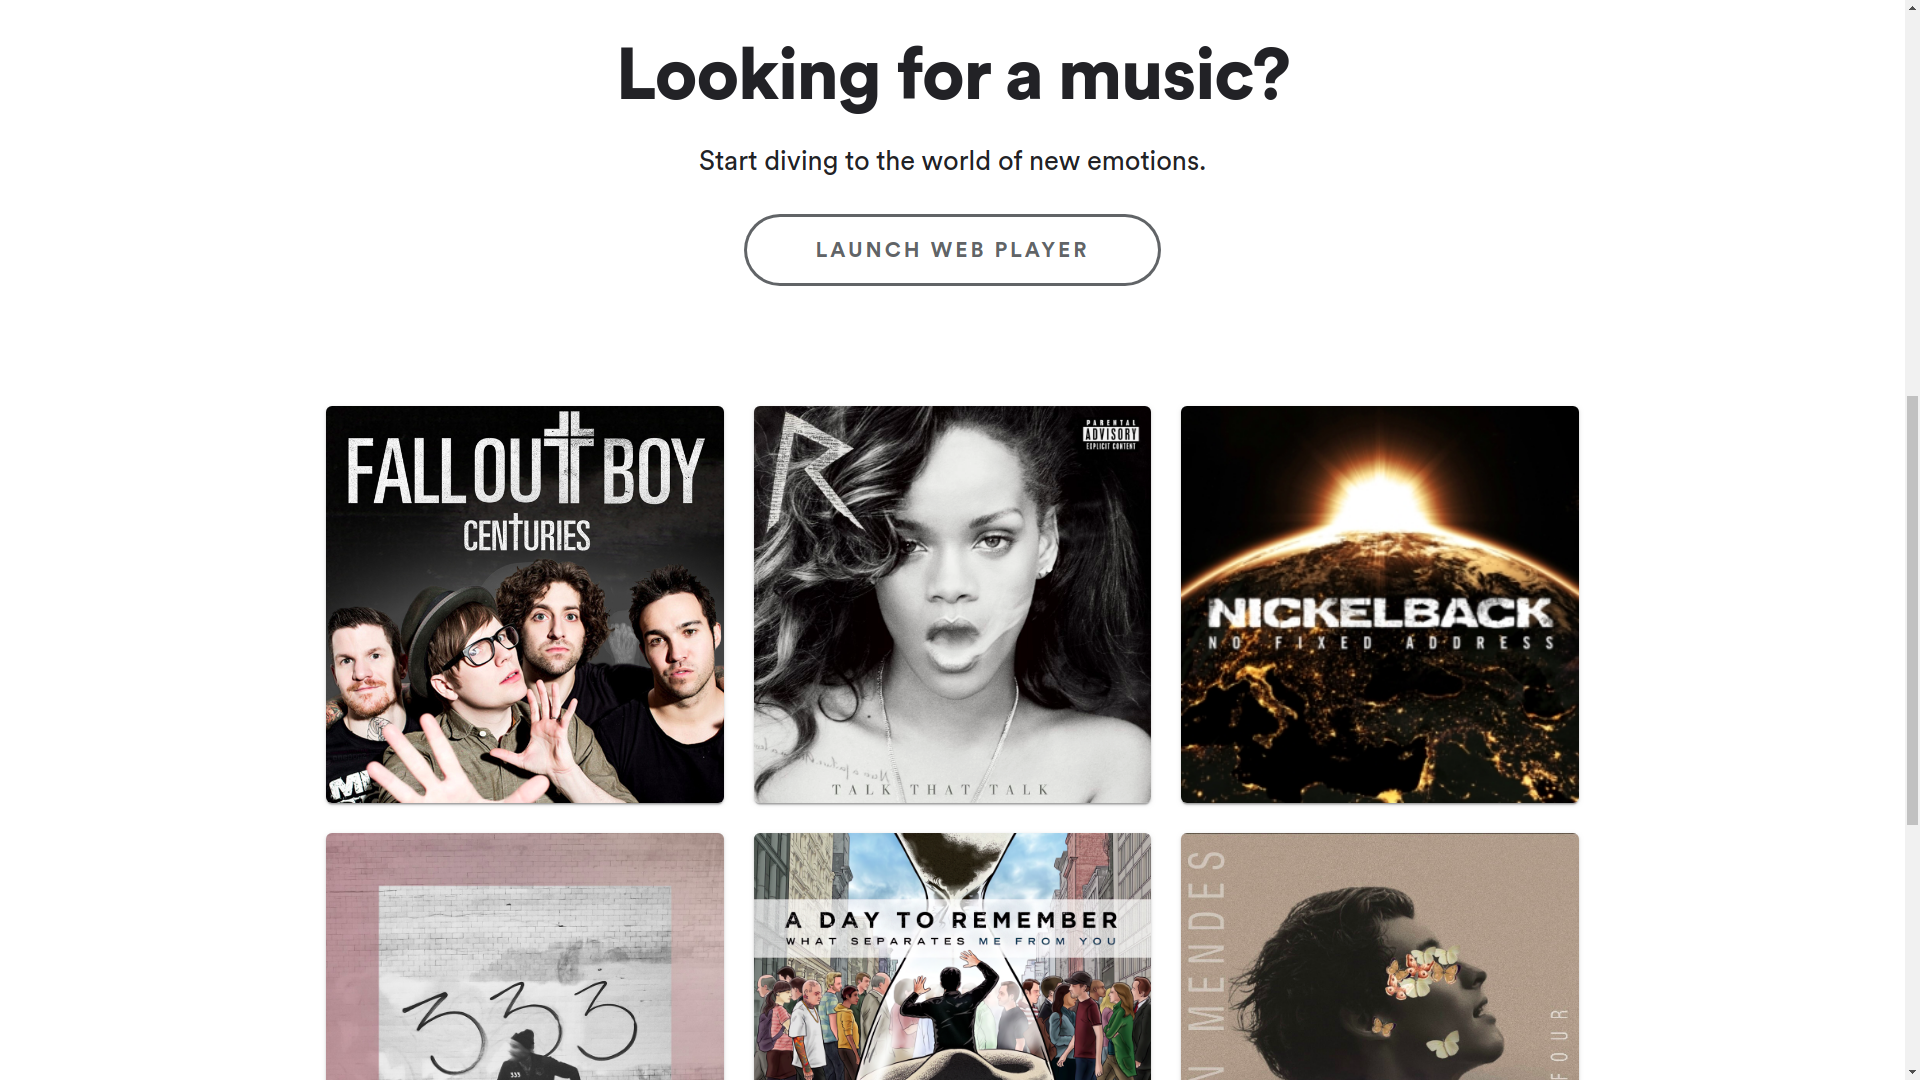 Looking for a music?
Start diving to the world of new emotions.
LAUNCH WEB PLAYER
FALL OUT BOY
CENTURIES
R
PARENTAL
ADVISORY
EXPLICIT CONTENT
TALK THAT TALK
NICKELBACK
NO FIXED ADDRESS
333
333
A DAY TO REMEMBER
WHAT SEPARATES ME FROM YOU
N MENDES
FOUR